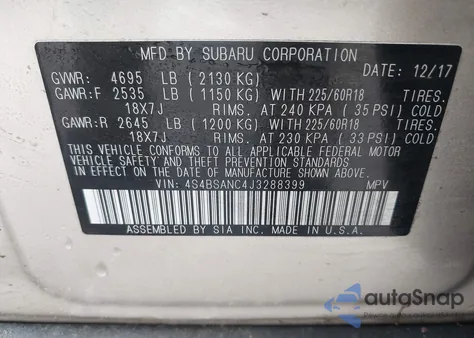 MFD BY SUBARU CORPORATION
GVWR: 4695 LB (2130 KG) DATE: 12/17
GAWR:F 2535 LB (1150 KG) WITH 225/60R18 TIRES.
18X7J RIMS. AT 240 KPA (35 PSI) COLD
GAWR:R 2645 LB (1200 KG) WITH 225/60R18 TIRES.
18X7J RIMS. AT 230 KPA (33 PSI) COLD
THIS VEHICLE CONFORMS TO ALL APPLICABLE FEDERAL MOTOR
VEHICLE SAFETY, BUMPER, AND THEFT PREVENTION STANDARDS
IN EFFECT ON THE DATE OF MANUFACTURE SHOWN ABOVE.
VIN: 4S4BSANC4J3288399 MPV
ASSEMBLED BY SIA INC. MADE IN U.S.A.
autoSnap